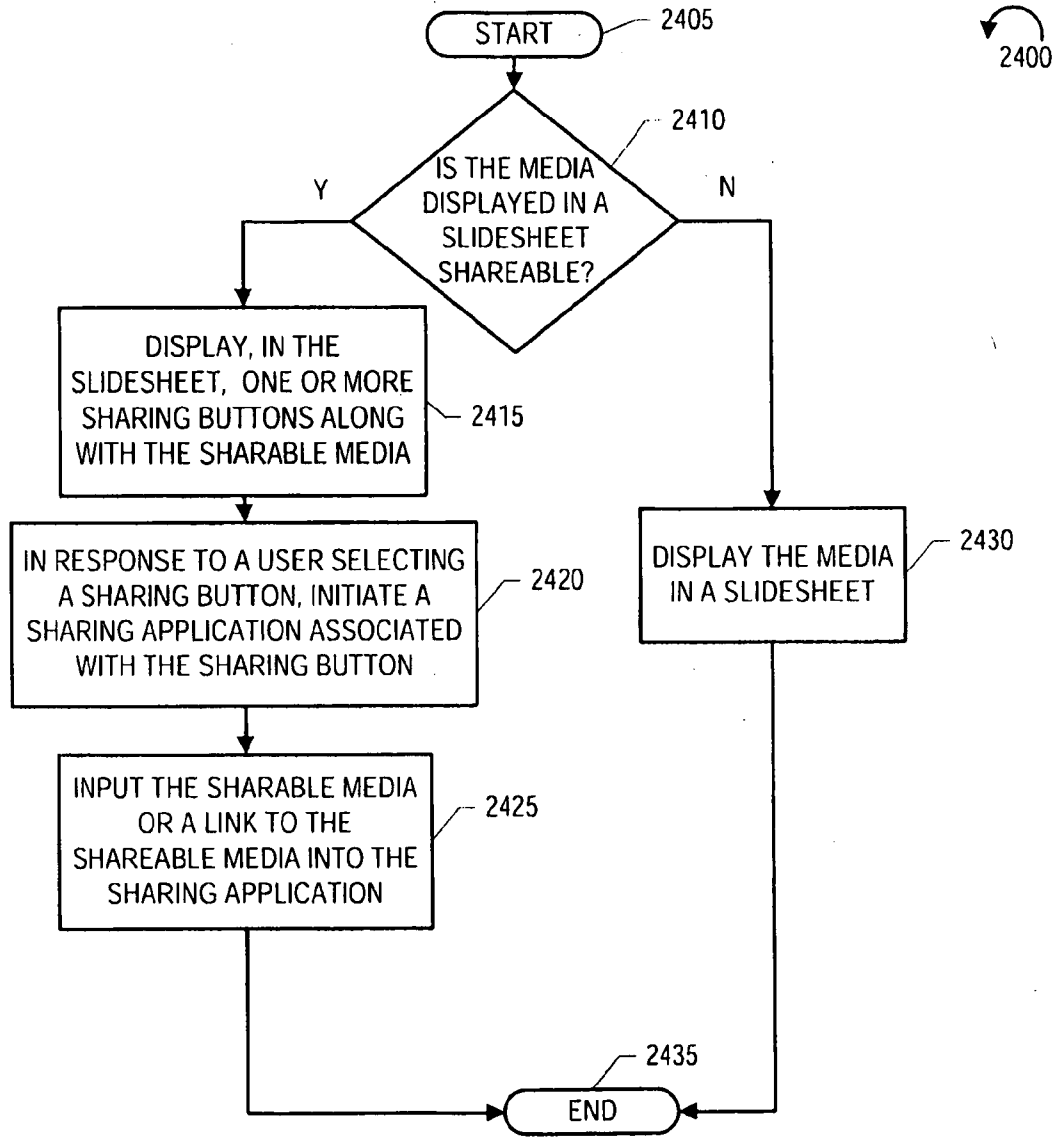 START
2405
2400
2410
IS THE MEDIA
DISPLAYED IN A
SLIDESHEET
SHAREABLE?
Y
N
DISPLAY, IN THE
SLIDESHEET, ONE OR MORE
SHARING BUTTONS ALONG
WITH THE SHARABLE MEDIA
2415
IN RESPONSE TO A USER SELECTING
A SHARING BUTTON, INITIATE A
SHARING APPLICATION ASSOCIATED
WITH THE SHARING BUTTON
2420
DISPLAY THE MEDIA
IN A SLIDESHEET
2430
INPUT THE SHARABLE MEDIA
OR A LINK TO THE
SHAREABLE MEDIA INTO THE
SHARING APPLICATION
2425
2435
END